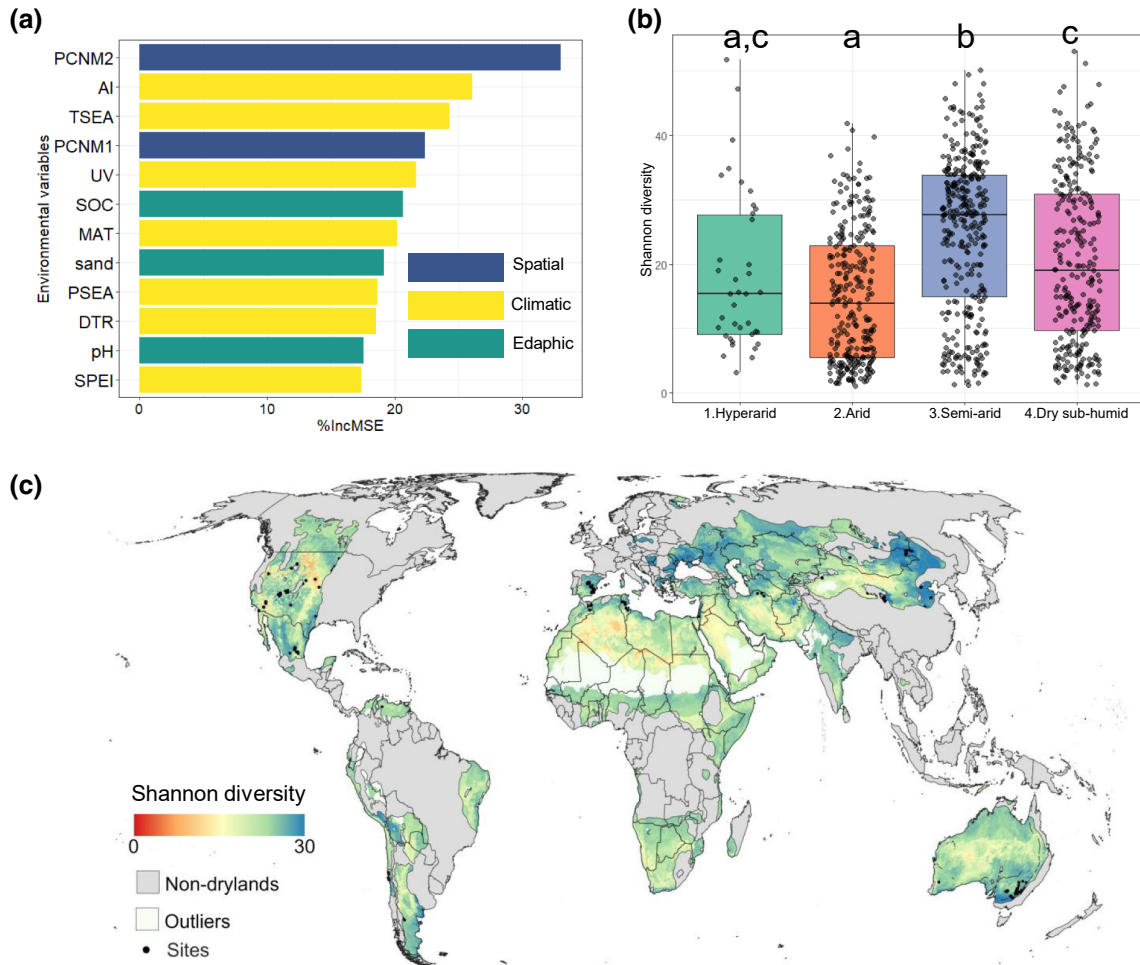 (a)
PCNM2
AI
TSEA
PCNM1
UV
SOC
MAT
sand
PSEA
DTR
pH
SPEI
Environmental variables
0 10 20 30
%IncMSE
Spatial
Climatic
Edaphic
(b)
a,c a b c
Shannon diversity
40
20
0
1.Hyperarid 2.Arid 3.Semi-arid 4.Dry sub-humid
(c)
Shannon diversity
0 30
Non-drylands
Outliers
Sites